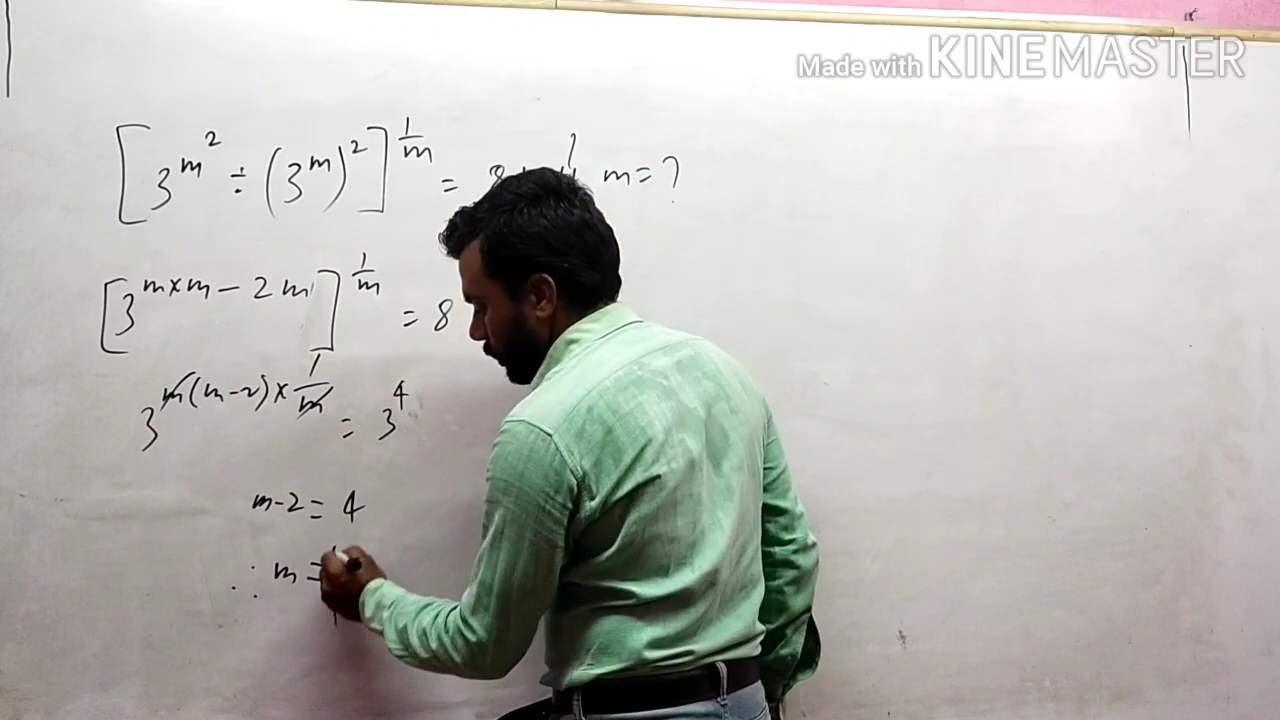 Made with KINEMASTER
[3^m^2 ÷ (3^m)^2]^1/m = m = ?
[3^m×m - 2m]^1/m = 8
3^m(m-2)×1/m = 3^4
m-2 = 4
∴ m =